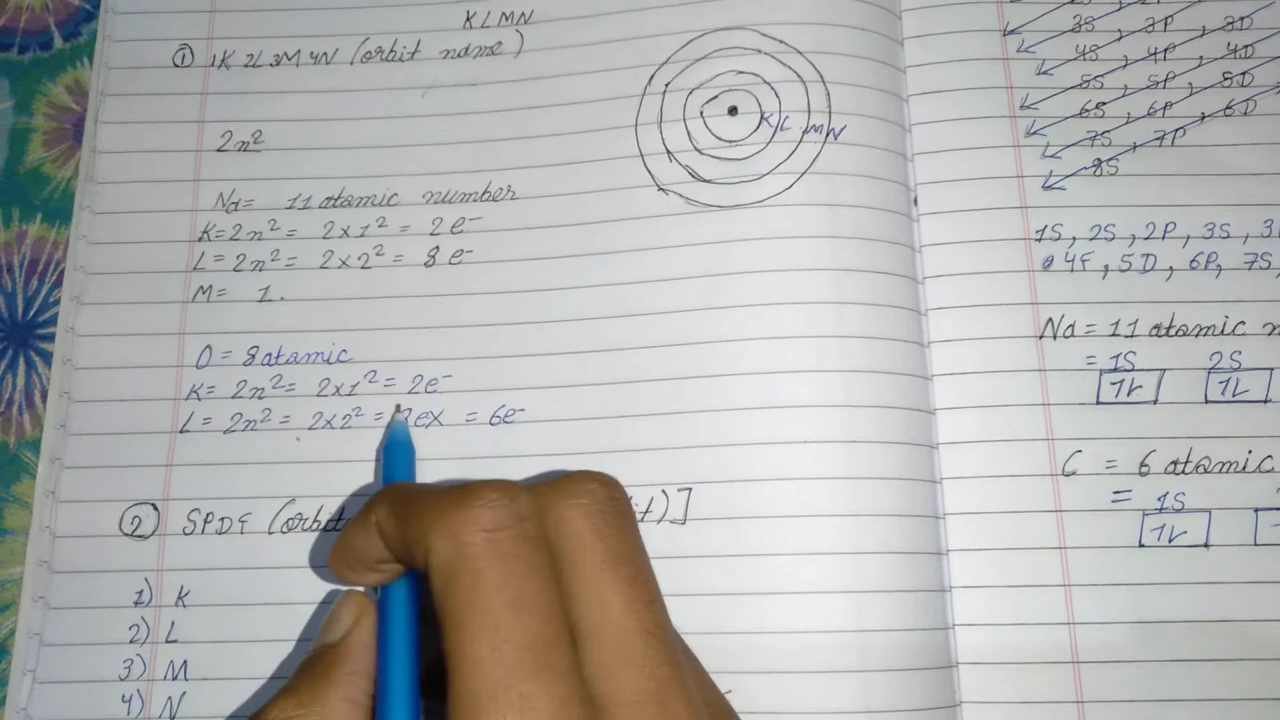 KLMN
① 1K 2L 3M 4N (orbit name)
K L M N
2n²
Na = 11 atomic number
K = 2n² = 2×1² = 2e⁻
L = 2n² = 2×2² = 8e⁻
M = 1.
O = 8 atomic
K = 2n² = 2×1² = 2e⁻
L = 2n² = 2×2² = ex = 6e⁻
② SPDF
1) K
2) L
3) M
4) N
3S, 3P, 3D
4S, 4P, 4D
5S, 5P, 5D
6S, 6P, 6D
7S, 7P
8S
1S, 2S, 2P, 3S,
4F, 5D, 6P, 7S,
Na = 11 atomic
= 1S 2S
1L 1L
C = 6 atomic
= 1S
1L